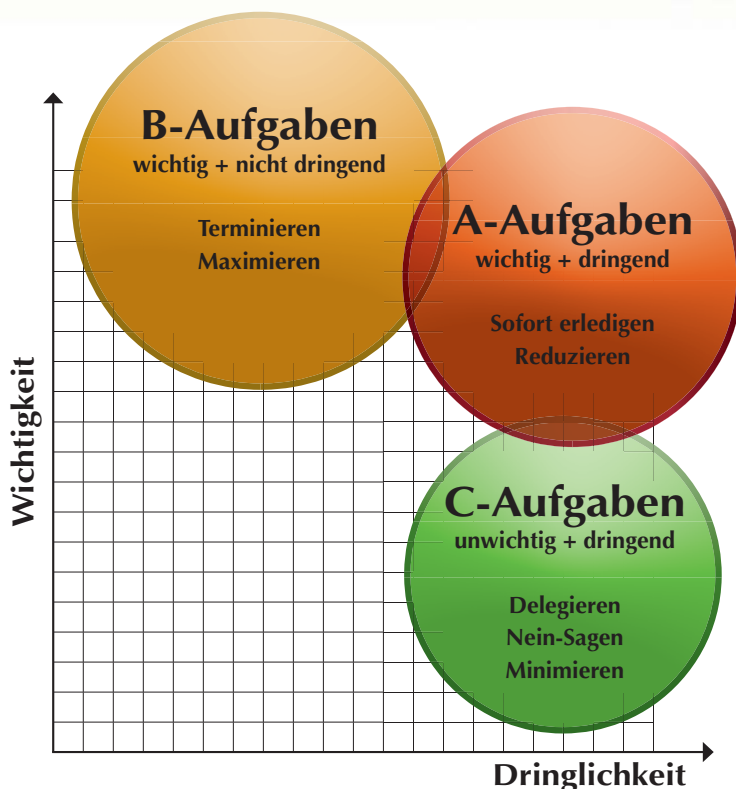 B-Aufgaben
wichtig + nicht dringend
Terminieren
Maximieren
A-Aufgaben
wichtig + dringend
Sofort erledigen
Reduzieren
C-Aufgaben
unwichtig + dringend
Delegieren
Nein-Sagen
Minimieren
Wichtigkeit
Dringlichkeit